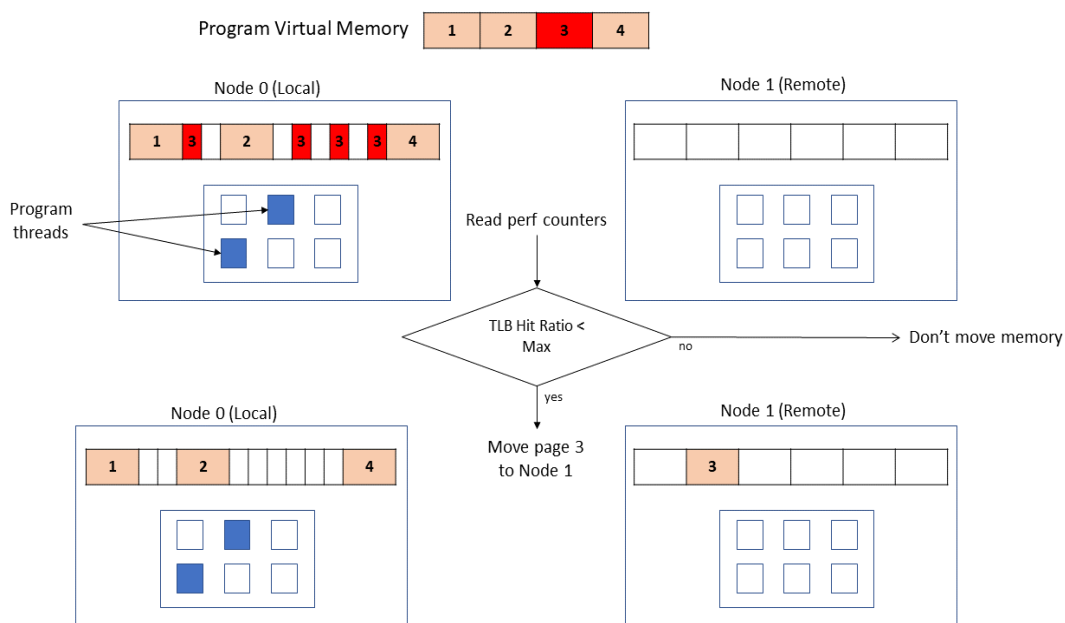 Program Virtual Memory
1 2 3 4
Node 0 (Local)
Node 1 (Remote)
1 3 2 3 3 3 4
Program
threads
Read perf counters
TLB Hit Ratio <
Max
no
Don't move memory
yes
Move page 3
to Node 1
Node 0 (Local)
Node 1 (Remote)
1 2 4
3